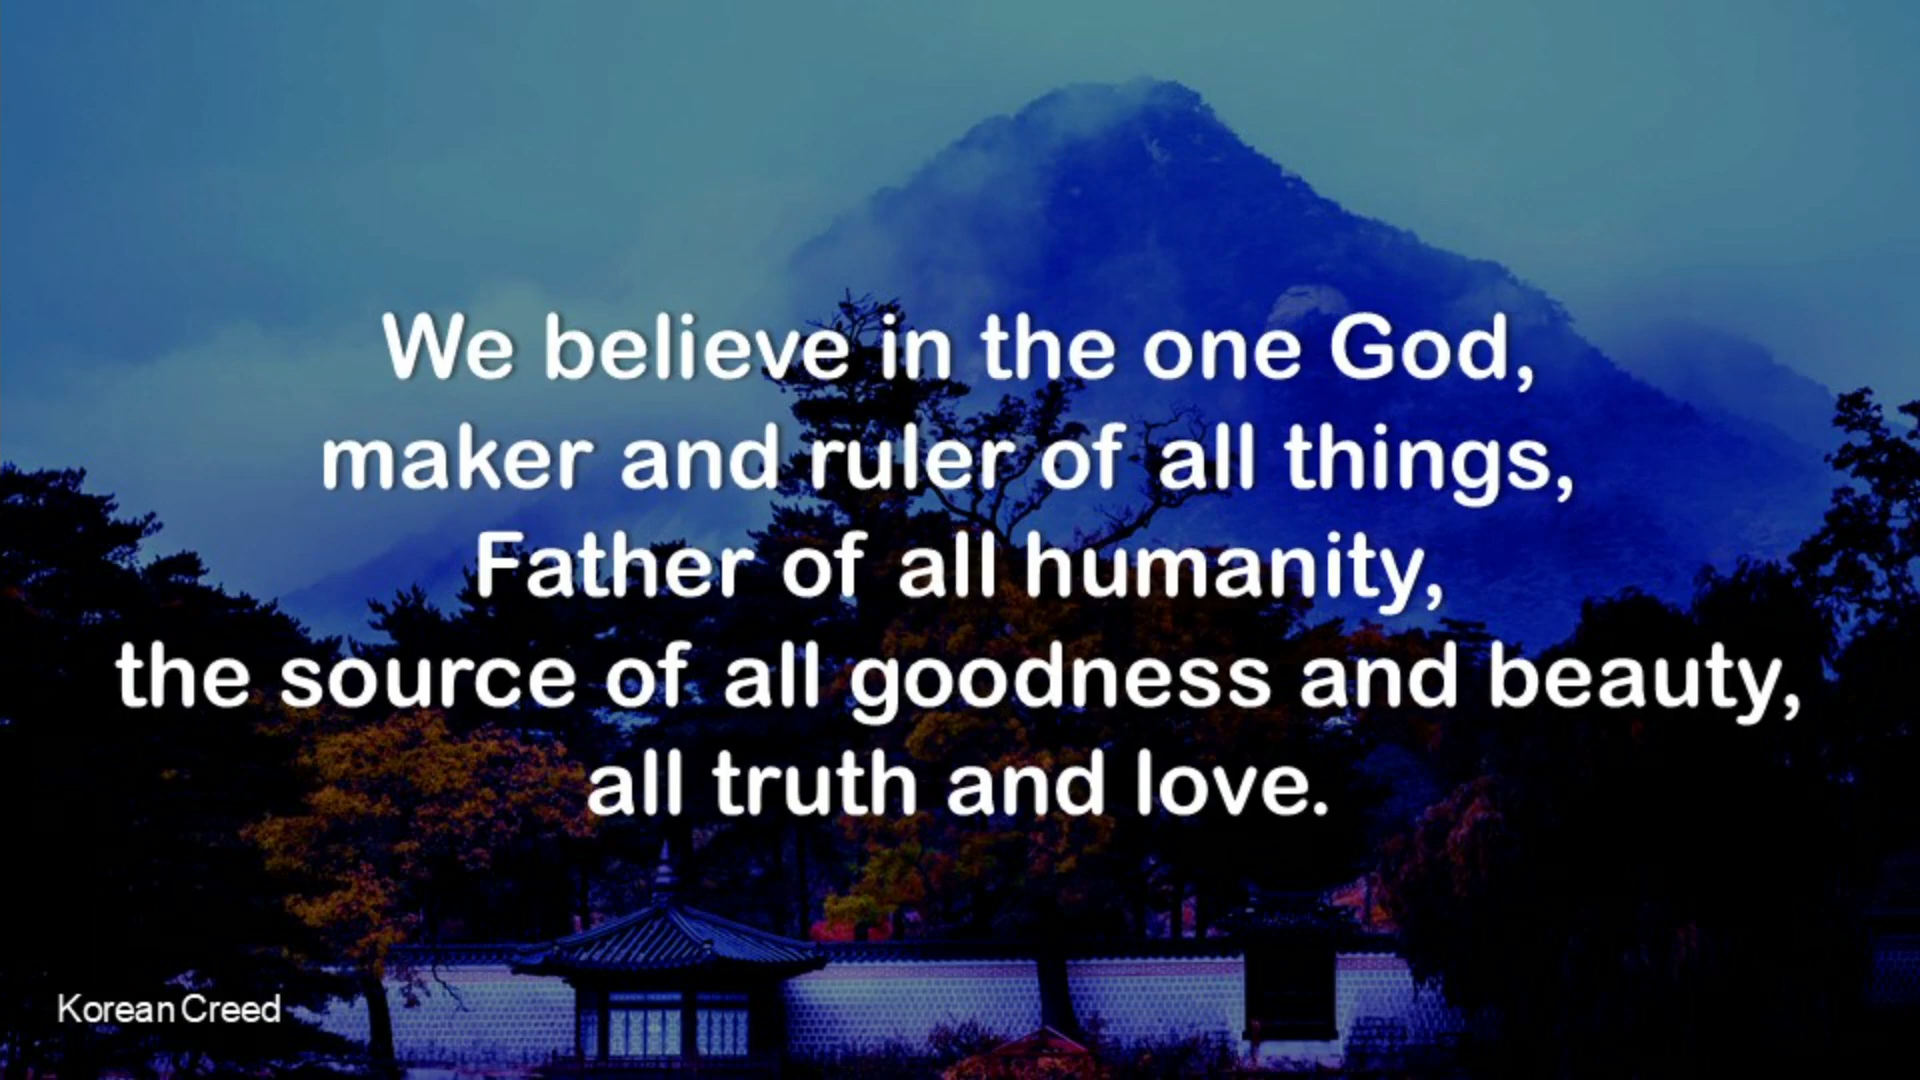 We believe in the one God,
maker and ruler of all things,
Father of all humanity,
the source of all goodness and beauty,
all truth and love.
Korean Creed